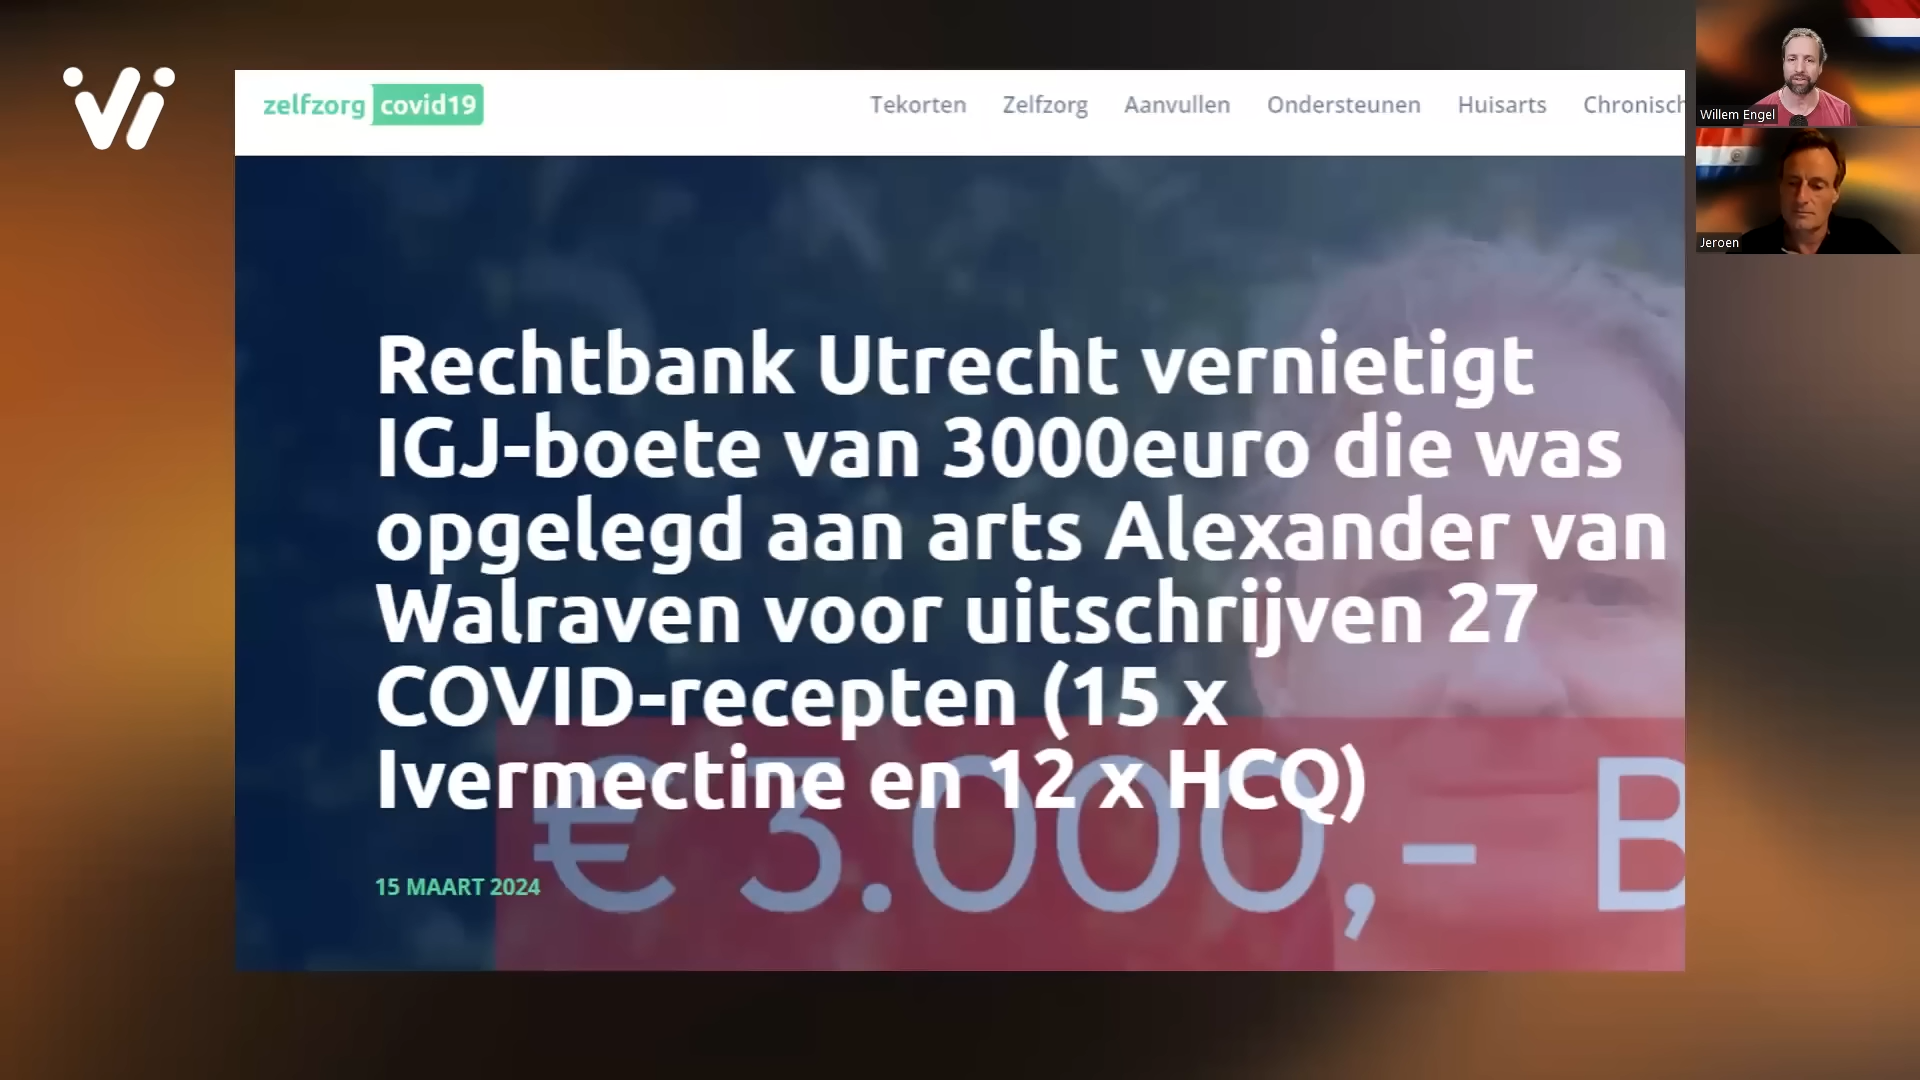 zelfzorg covid19
Tekorten Zelfzorg Aanvullen Ondersteunen Huisarts Chronisch
Willem Engel
Jeroen
Rechtbank Utrecht vernietigt
IGJ-boete van 3000euro die was
opgelegd aan arts Alexander van
Walraven voor uitschrijven 27
COVID-recepten (15 x
Ivermectine en 12 x HCQ)
€ 3.000,- B
15 MAART 2024